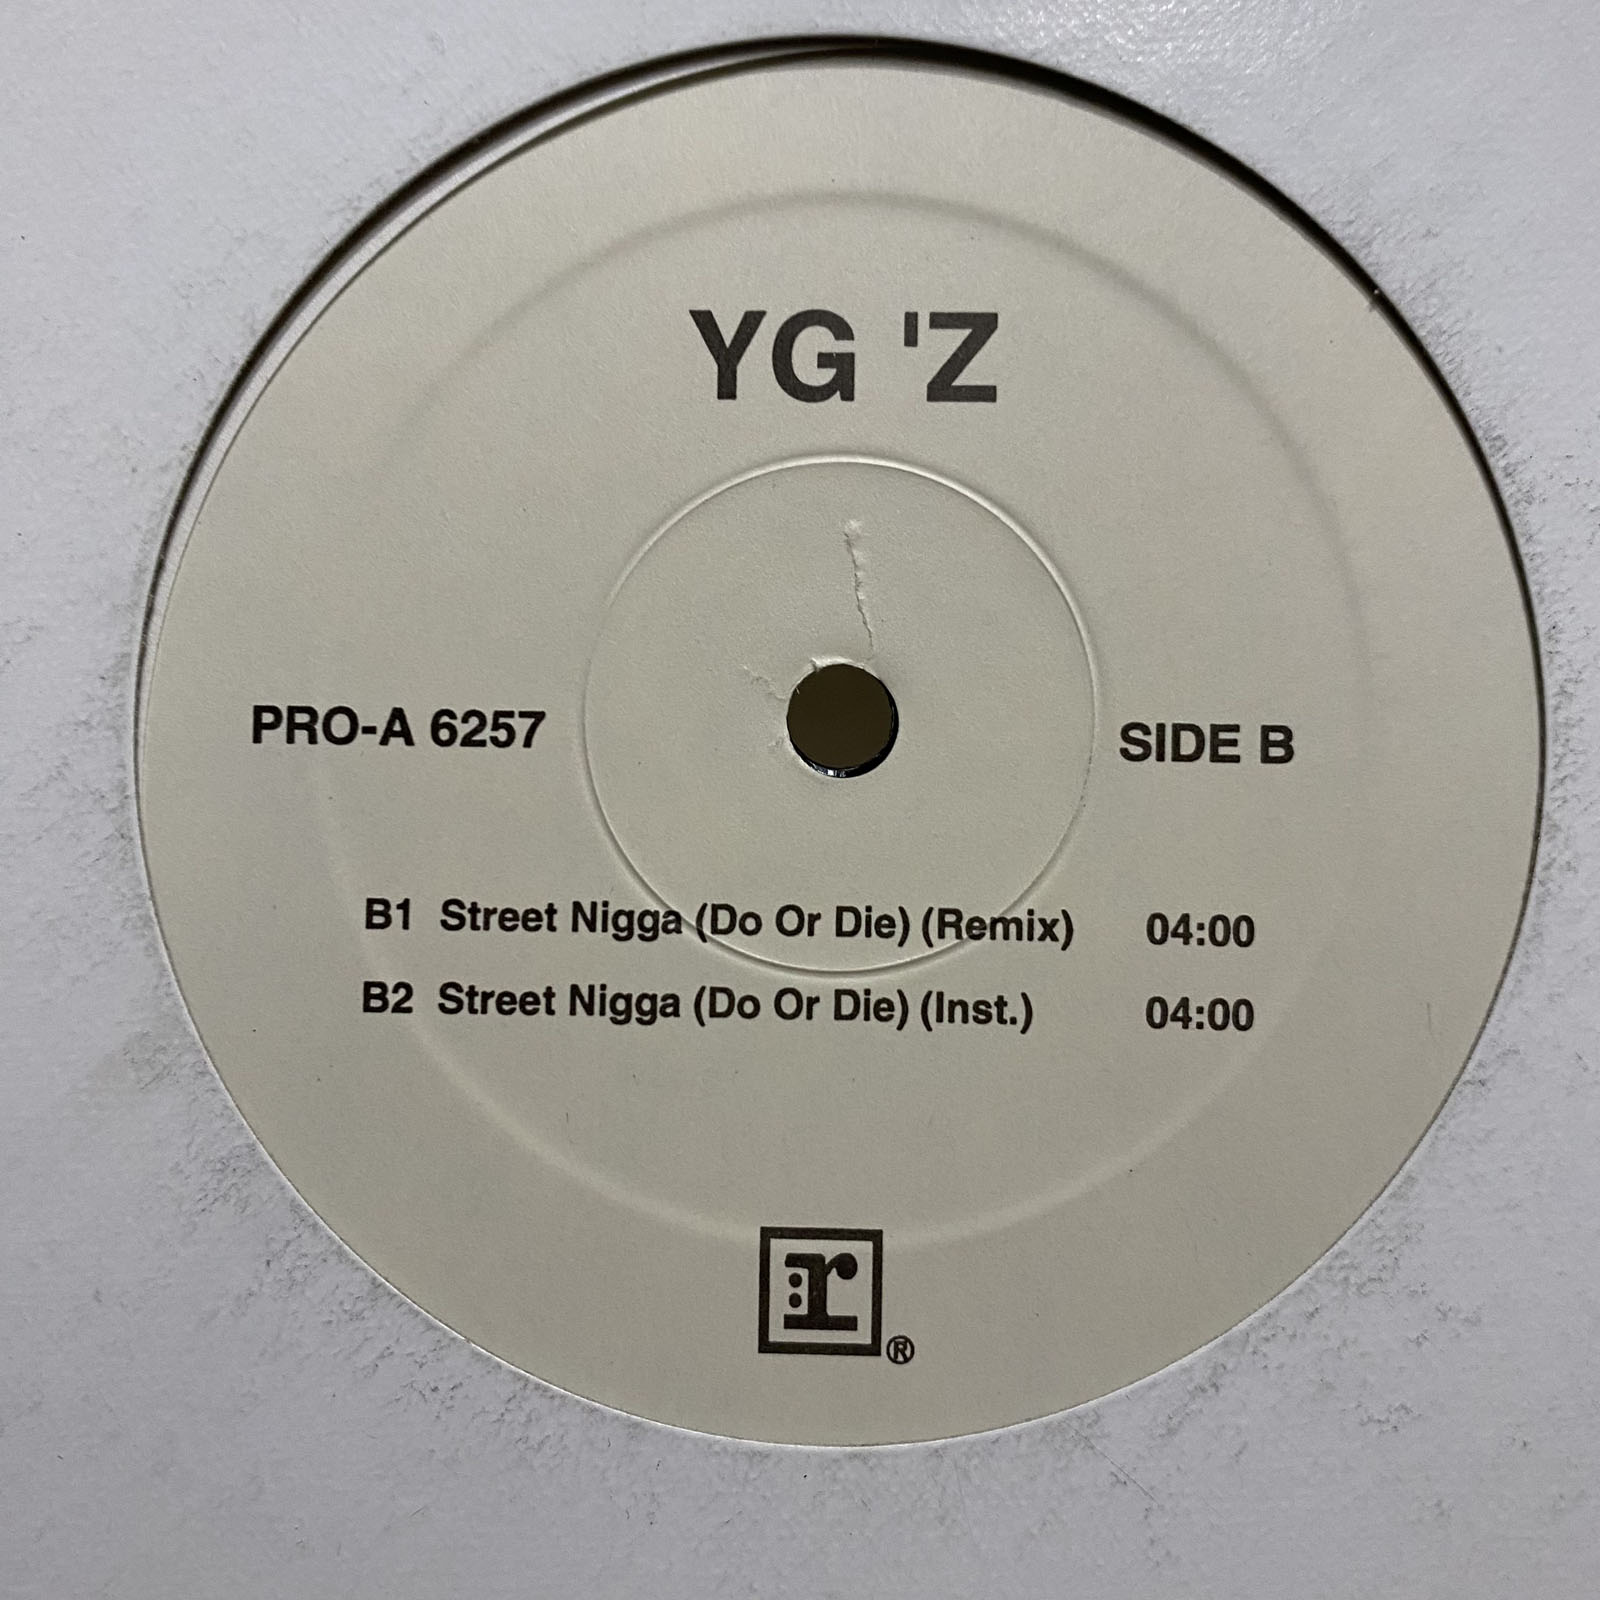 YG 'Z
PRO-A 6257
SIDE B
B1 Street Nigga (Do Or Die) (Remix) 04:00
B2 Street Nigga (Do Or Die) (Inst.) 04:00
:r
®